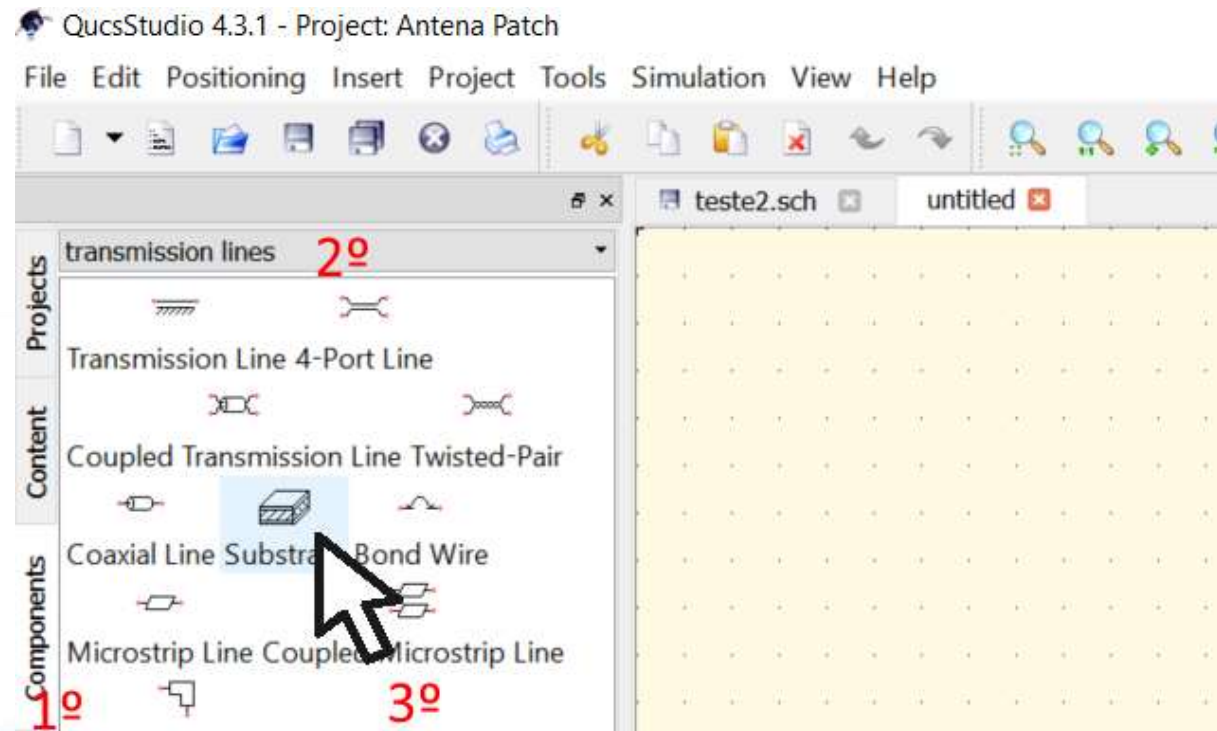 QucsStudio 4.3.1 - Project: Antena Patch
File Edit Positioning Insert Project Tools Simulation View Help
teste2.sch untitled
Projects
Content
Components
transmission lines 2º
Transmission Line 4-Port Line
Coupled Transmission Line Twisted-Pair
Coaxial Line Bond Wire
Microstrip Line Coupled Microstrip Line
1º
3º